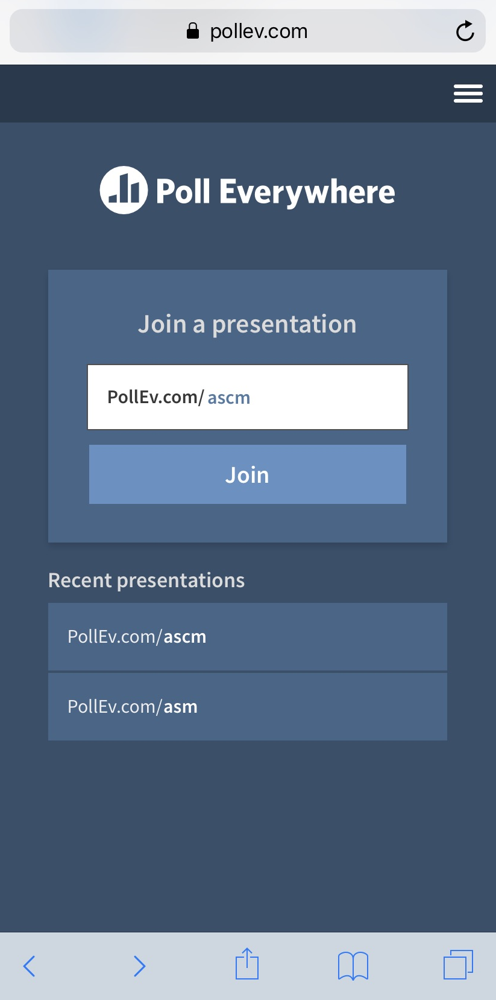 pollev.com
Poll Everywhere
Join a presentation
PollEv.com/ ascm
Join
Recent presentations
PollEv.com/ascm
PollEv.com/asm